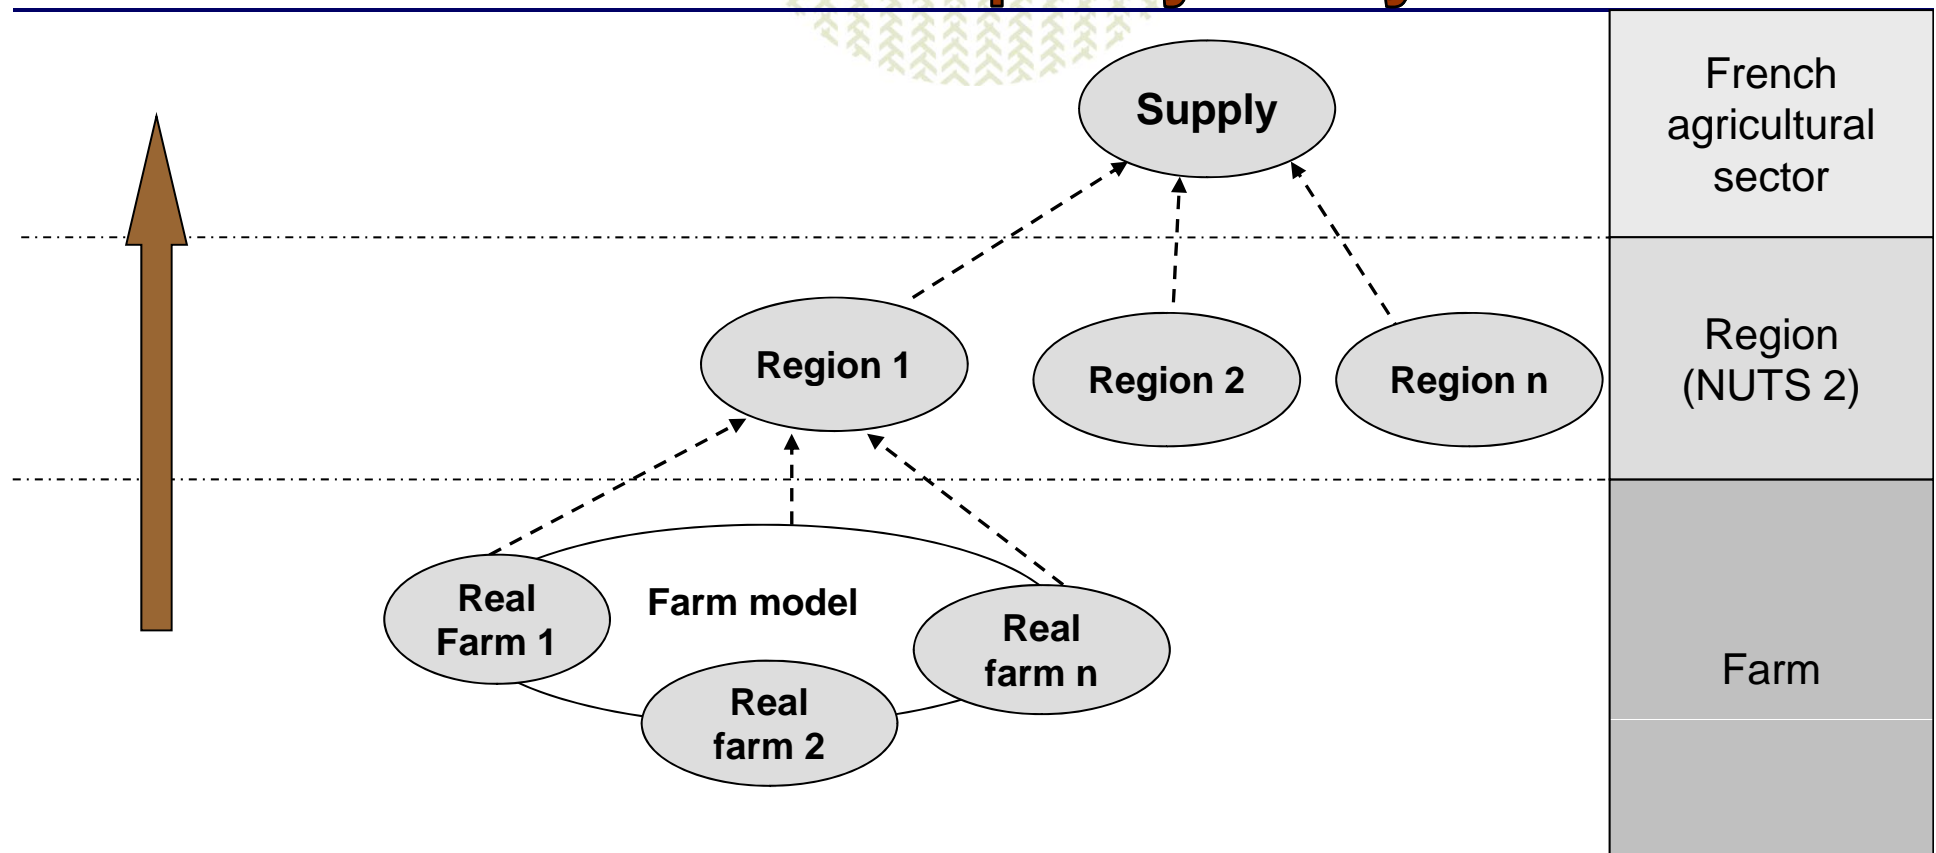 Supply
French
agricultural
sector
Region 1
Region 2
Region n
Region
(NUTS 2)
Real
Farm 1
Farm model
Real
farm n
Real
farm 2
Farm